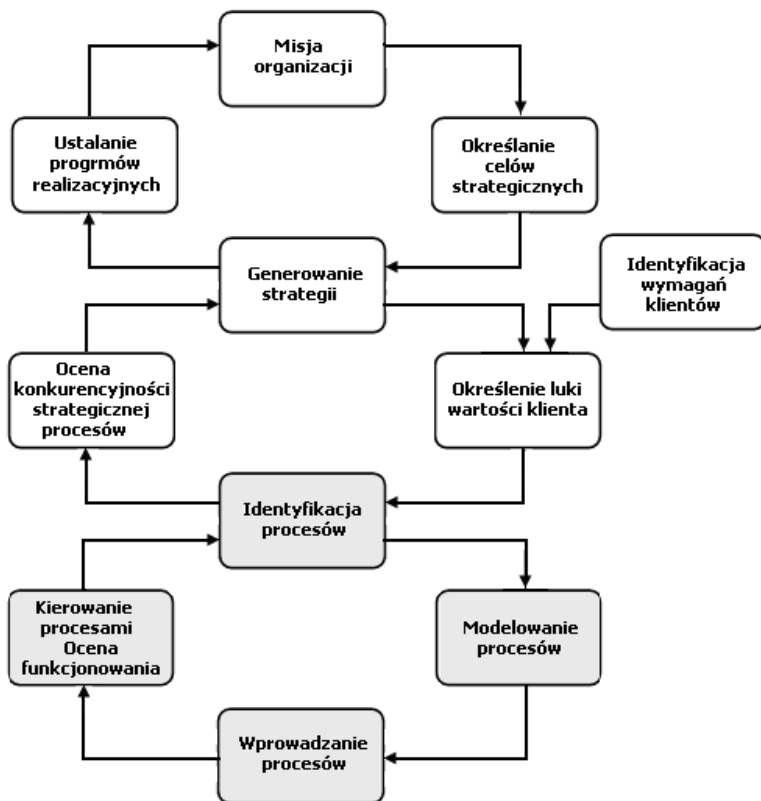 Misja
organizacji
Ustalanie
progrmów
realizacyjnych
Określanie
celów
strategicznych
Generowanie
strategii
Identyfikacja
wymagań
klientów
Ocena
konkurencyjności
strategicznej
procesów
Określenie luki
wartości klienta
Identyfikacja
procesów
Kierowanie
procesami
Ocena
funkcjonowania
Modelowanie
procesów
Wprowadzanie
procesów